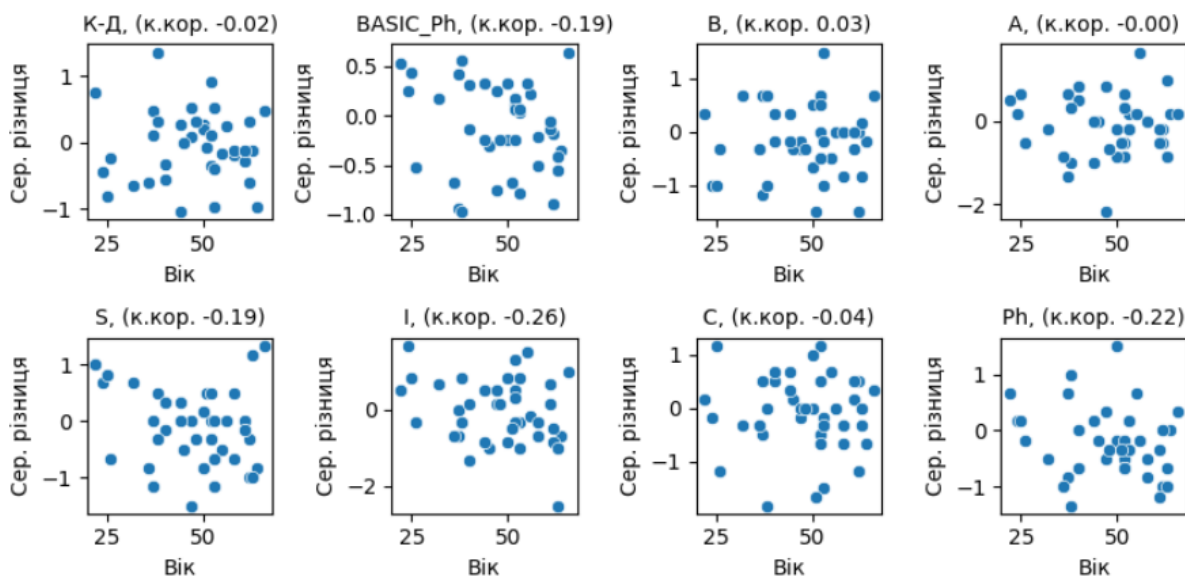 К-Д, (к.кор. -0.02)
BASIC_Ph, (к.кор. -0.19)
B, (к.кор. 0.03)
A, (к.кор. -0.00)
Сер. різниця
1
0
−1
25
50
Вік
Сер. різниця
0.5
0.0
−0.5
−1.0
25
50
Вік
Сер. різниця
1
0
−1
25
50
Вік
Сер. різниця
0
−2
25
50
Вік
S, (к.кор. -0.19)
I, (к.кор. -0.26)
C, (к.кор. -0.04)
Ph, (к.кор. -0.22)
Сер. різниця
1
0
−1
25
50
Вік
Сер. різниця
0
−2
25
50
Вік
Сер. різниця
1
0
−1
25
50
Вік
Сер. різниця
1
0
−1
25
50
Вік